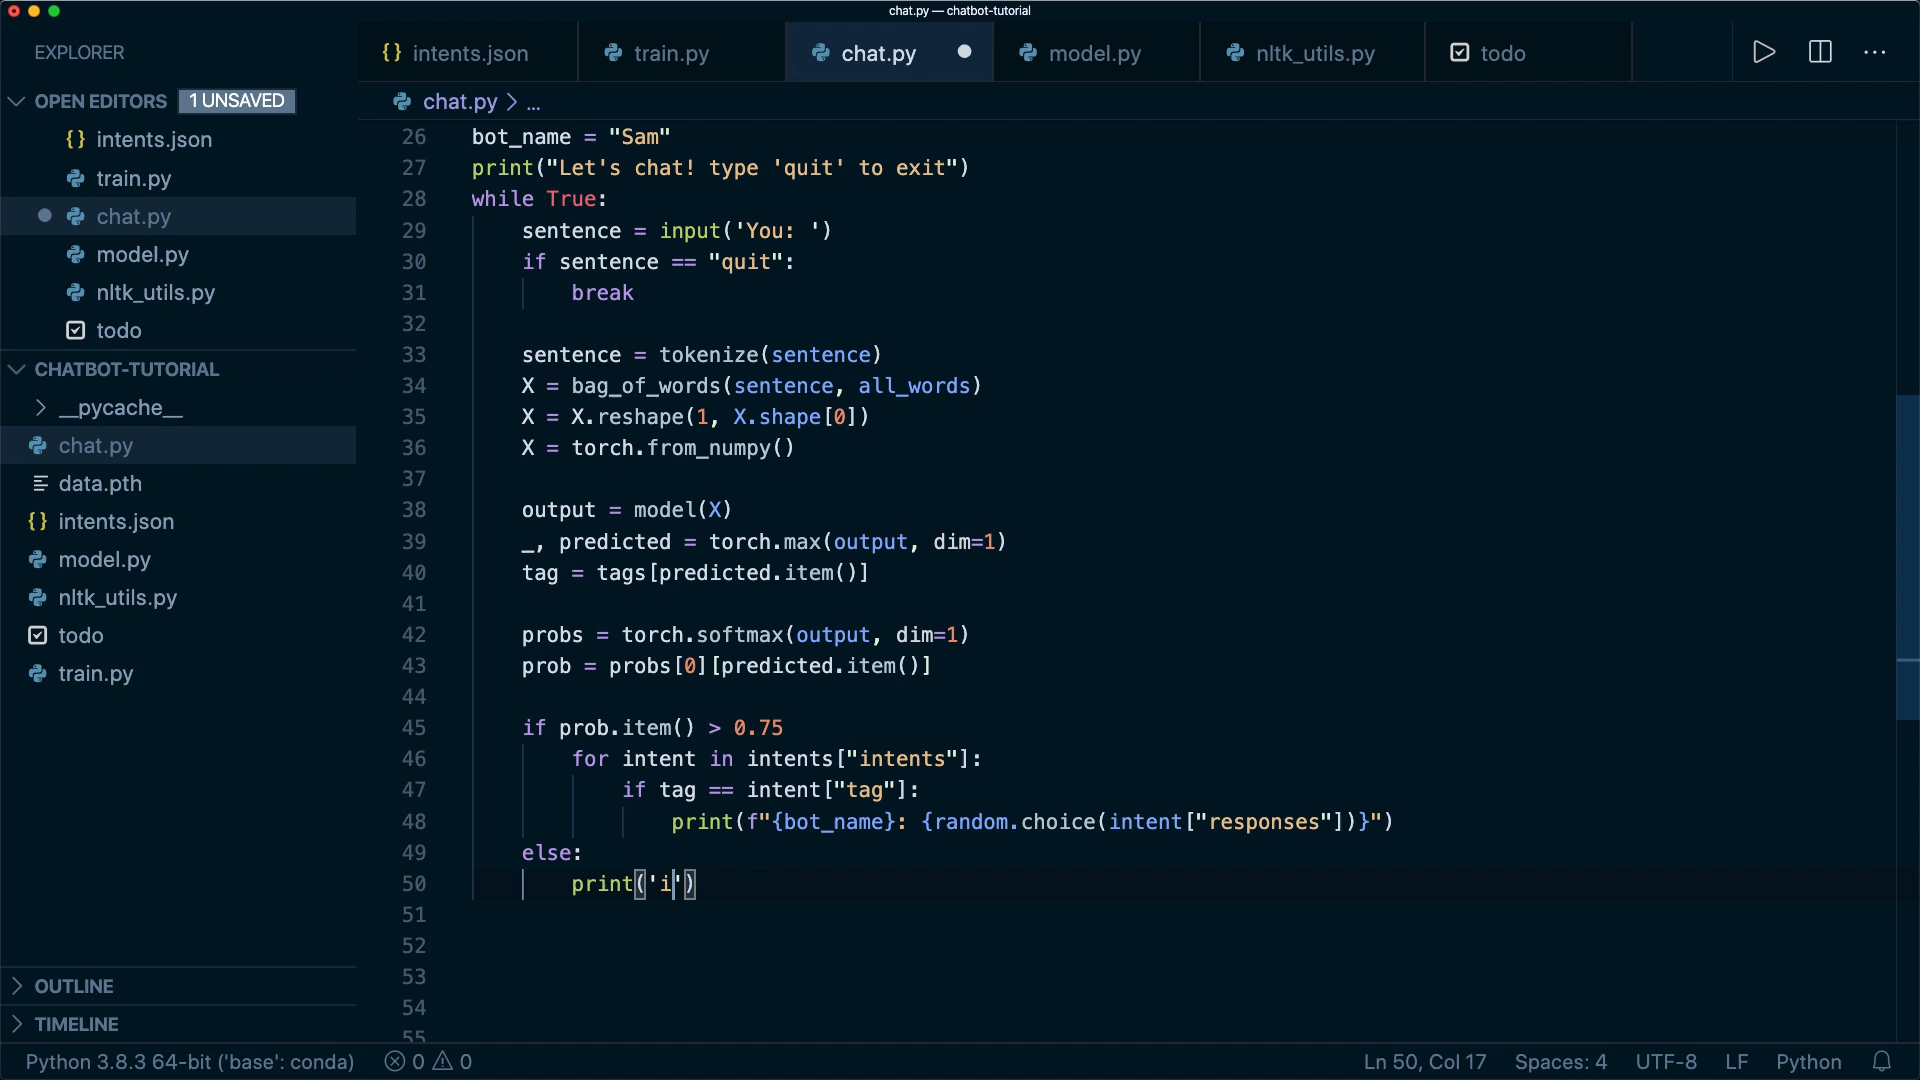 chat.py — chatbot-tutorial
EXPLORER
{} intents.json
train.py
chat.py
model.py
nltk_utils.py
todo
OPEN EDITORS 1 UNSAVED
{} intents.json
train.py
chat.py
model.py
nltk_utils.py
todo
CHATBOT-TUTORIAL
__pycache__
chat.py
data.pth
{} intents.json
model.py
nltk_utils.py
todo
train.py
OUTLINE
TIMELINE
chat.py > ...
26 bot_name = "Sam"
27 print("Let's chat! type 'quit' to exit")
28 while True:
29     sentence = input('You: ')
30     if sentence == "quit":
31         break
32
33     sentence = tokenize(sentence)
34     X = bag_of_words(sentence, all_words)
35     X = X.reshape(1, X.shape[0])
36     X = torch.from_numpy()
37
38     output = model(X)
39     _, predicted = torch.max(output, dim=1)
40     tag = tags[predicted.item()]
41
42     probs = torch.softmax(output, dim=1)
43     prob = probs[0][predicted.item()]
44
45     if prob.item() > 0.75
46         for intent in intents["intents"]:
47             if tag == intent["tag"]:
48                 print(f"{bot_name}: {random.choice(intent["responses"])}")
49     else:
50         print('i')
51
52
53
54
55
Python 3.8.3 64-bit ('base': conda) 0 0 Ln 50, Col 17 Spaces: 4 UTF-8 LF Python